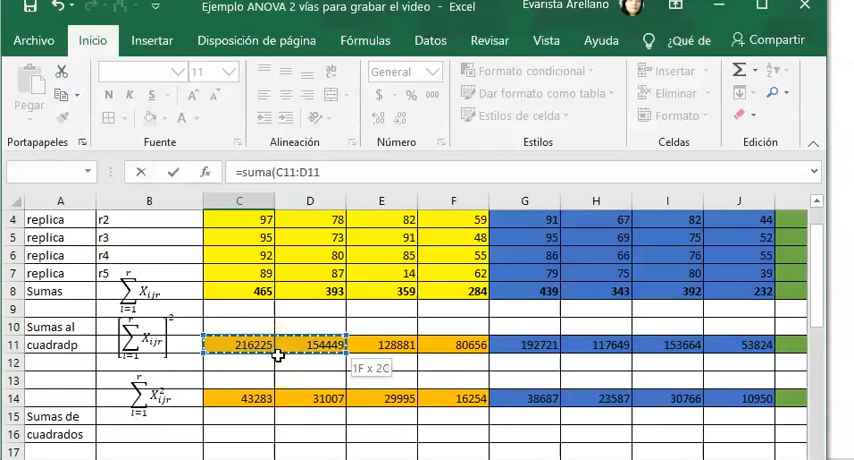 Ejemplo ANOVA 2 vías para grabar el video - Excel
Evarista Arellano
Archivo Inicio Insertar Disposición de página Fórmulas Datos Revisar Vista Ayuda ¿Qué de Compartir
Pegar
N K S
11
ab
General
$ % 000
Formato condicional
Dar formato como tabla
Estilos de celda
Insertar
Eliminar
Formato
Portapapeles Fuente Alineación Número Estilos Celdas Edición
fx =suma(C11:D11
A B C D E F G H I J
4 replica r2 97 78 82 59 91 67 82 44
5 replica r3 95 73 91 48 95 69 75 52
6 replica r4 92 80 85 55 86 66 76 55
7 replica r5 89 87 14 62 79 75 80 39
8 Sumas ∑ Xijr 465 393 359 284 439 343 392 232
9
10 Sumas al
11 cuadradp [∑ Xijr]² 216225 154449 128881 80656 192721 117649 153664 53824
12
1F x 2C
13
14 ∑ X²ijr 43283 31007 29995 16254 38687 23587 30766 10950
15 Sumas de
16 cuadrados
17